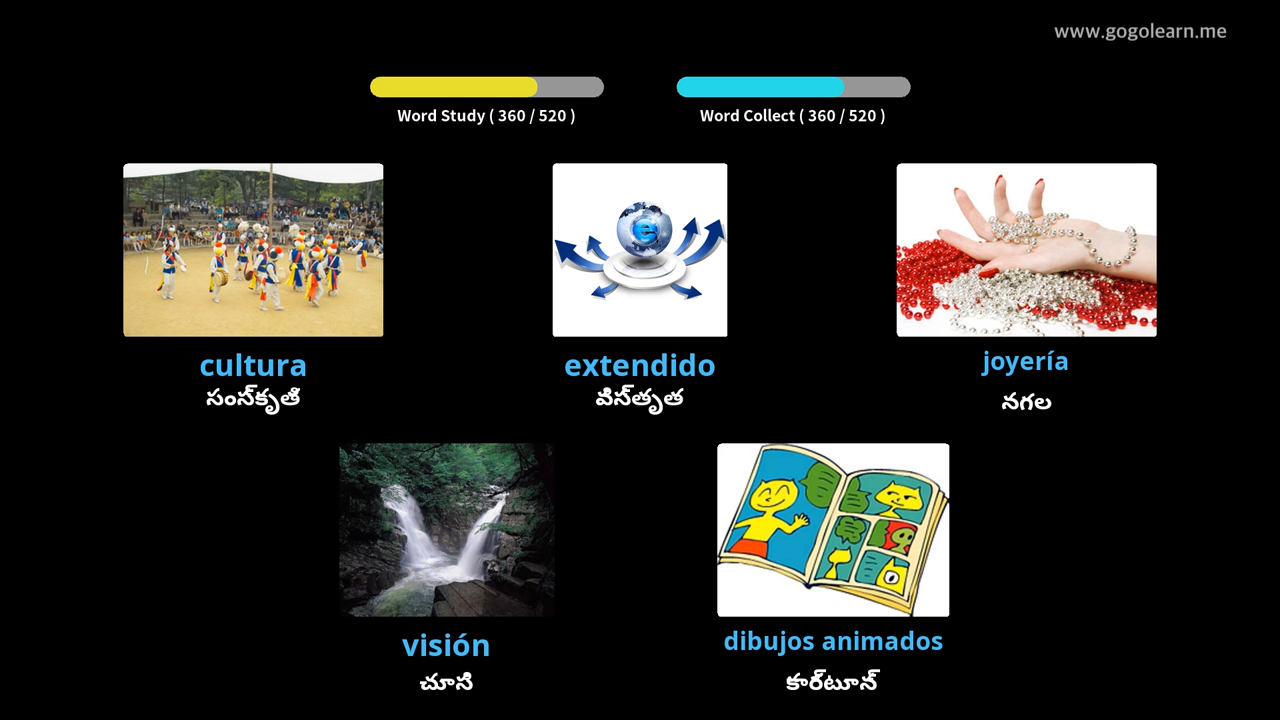 www.gogolearn.me
Word Study ( 360 / 520 )
Word Collect ( 360 / 520 )
cultura
సంస్కృతి
extendido
విస్తృత
joyería
నగల
visión
చూసి
dibujos animados
కార్టూన్